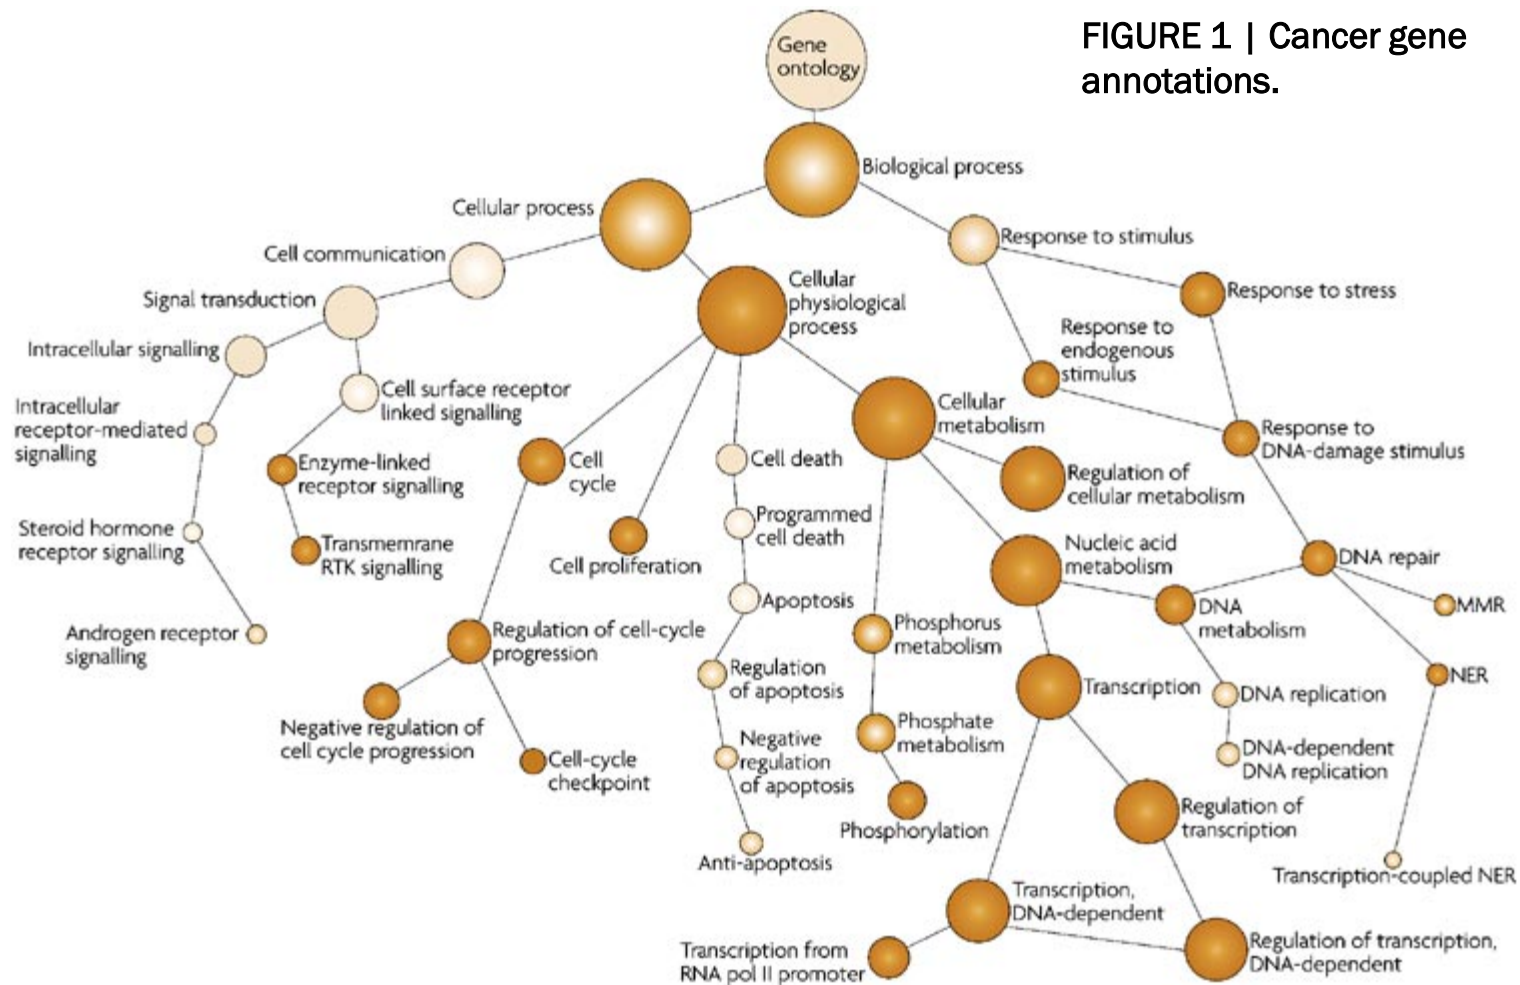 FIGURE 1 | Cancer gene
annotations.
Gene
ontology
Biological process
Cellular process
Response to stimulus
Cell communication
Cellular
physiological
process
Response to stress
Signal transduction
Response to
endogenous
stimulus
Intracellular signalling
Cell surface receptor
linked signalling
Cellular
metabolism
Intracellular
receptor-mediated
signalling
Response to
DNA-damage stimulus
Enzyme-linked
receptor signalling
Cell
cycle
Cell death
Regulation of
cellular metabolism
Steroid hormone
receptor signalling
Transmemrane
RTK signalling
Cell proliferation
Programmed
cell death
Nucleic acid
metabolism
DNA repair
Androgen receptor
signalling
Regulation of cell-cycle
progression
Apoptosis
Phosphorus
metabolism
DNA
metabolism
MMR
Regulation
of apoptosis
Transcription
DNA replication
NER
Negative regulation of
cell cycle progression
Cell-cycle
checkpoint
Negative
regulation
of apoptosis
Phosphate
metabolism
DNA-dependent
DNA replication
Anti-apoptosis
Phosphorylation
Regulation of
transcription
Transcription-coupled NER
Transcription,
DNA-dependent
Transcription from
RNA pol II promoter
Regulation of transcription,
DNA-dependent